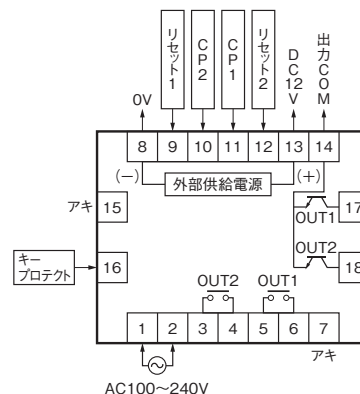 リセット1
CP2
CP1
リセット2
DC12V
出力COM
0V
8
9
10
11
12
13
14
(−)
外部供給電源
(+)
アキ
15
17
OUT1
キー
プロテクト
16
OUT2
18
OUT2
OUT1
1
2
3
4
5
6
7
アキ
AC100〜240V